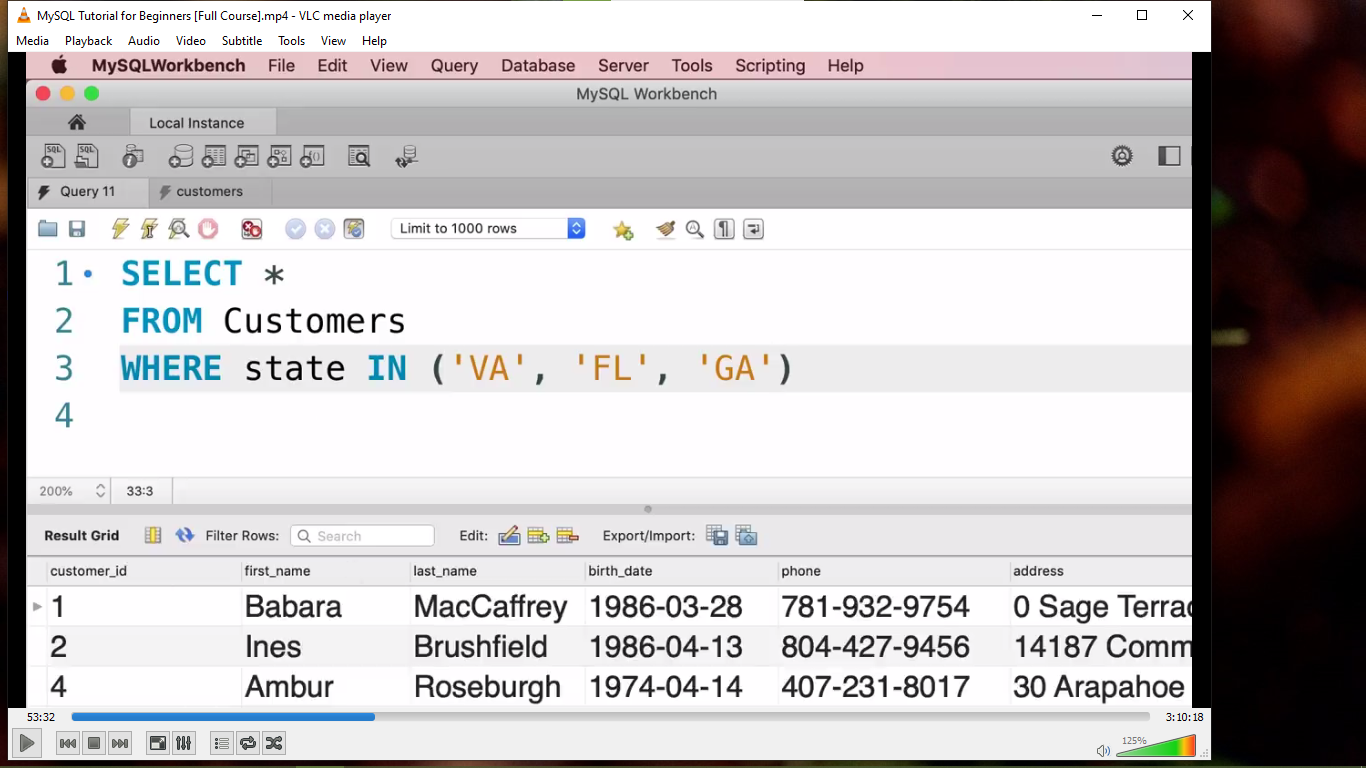 MySQL Tutorial for Beginners [Full Course].mp4 - VLC media player
Media Playback Audio Video Subtitle Tools View Help
MySQLWorkbench File Edit View Query Database Server Tools Scripting Help
MySQL Workbench
Local Instance
SQL SQL
Query 11 customers
Limit to 1000 rows
1 SELECT *
2 FROM Customers
3 WHERE state IN ('VA', 'FL', 'GA')
4
200% 33:3
Result Grid Filter Rows: Search Edit: Export/Import:
customer_id first_name last_name birth_date phone address
1 Babara MacCaffrey 1986-03-28 781-932-9754 0 Sage Terrac
2 Ines Brushfield 1986-04-13 804-427-9456 14187 Comm
4 Ambur Roseburgh 1974-04-14 407-231-8017 30 Arapahoe
53:32 3:10:18
125%